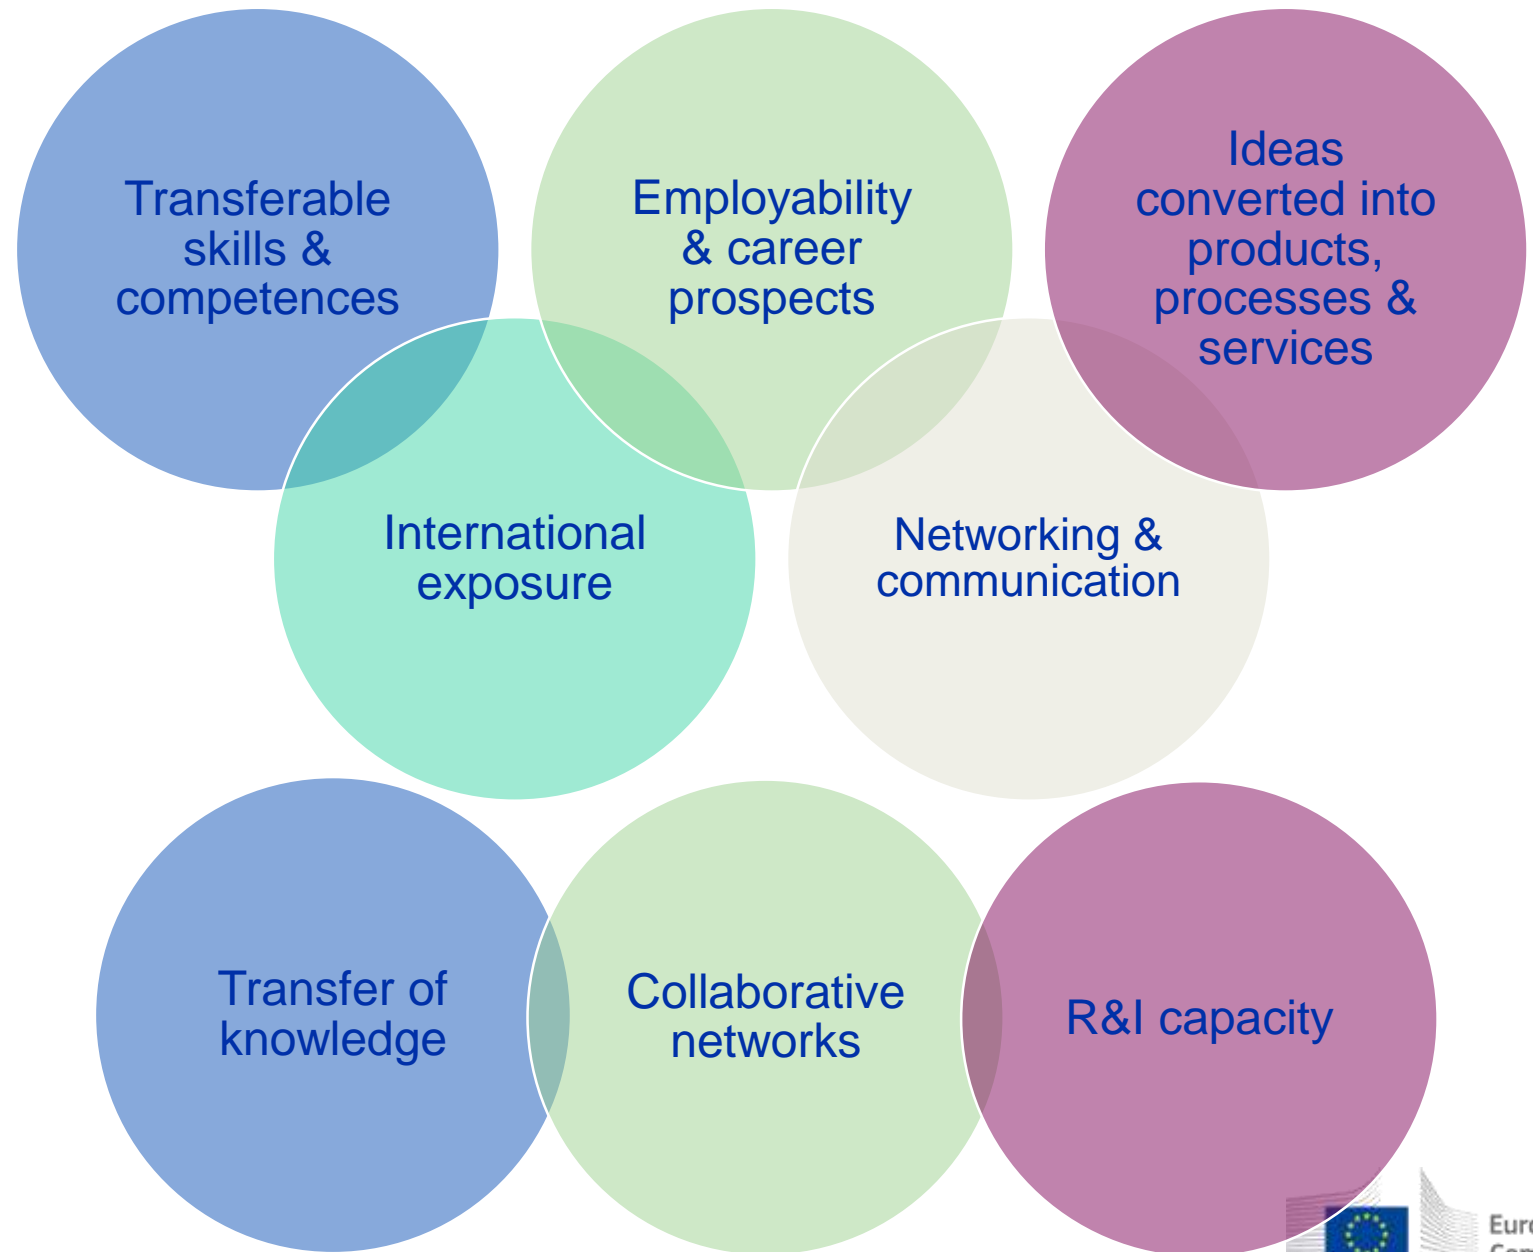 Transferable
skills &
competences
Employability
& career
prospects
Ideas
converted into
products,
processes &
services
International
exposure
Networking &
communication
Transfer of
knowledge
Collaborative
networks
R&I capacity